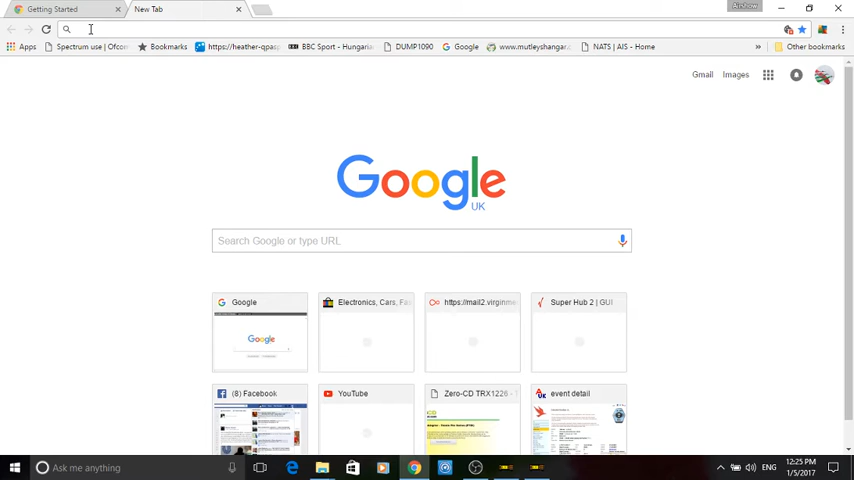 Getting Started
New Tab
Airshow
Apps
Spectrum use | Ofcom
Bookmarks
https://heather-qpasg
BBC Sport - Hungaria
DUMP1090
Google
www.mutleyshangar.c
NATS | AIS - Home
»
Other bookmarks
Gmail
Images
Google
UK
Search Google or type URL
Google
Electronics, Cars, Fas
https://mail2.virginme
Super Hub 2 | GUI
(8) Facebook
YouTube
Zero-CD TRX1226 - T
event detail
Ask me anything
ENG
12:25 PM
1/5/2017